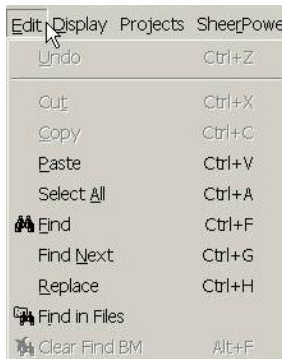 Edit Display Projects SheerPowe
Undo Ctrl+Z
Cut Ctrl+X
Copy Ctrl+C
Paste Ctrl+V
Select All Ctrl+A
Find Ctrl+F
Find Next Ctrl+G
Replace Ctrl+H
Find in Files
Clear Find BM Alt+F